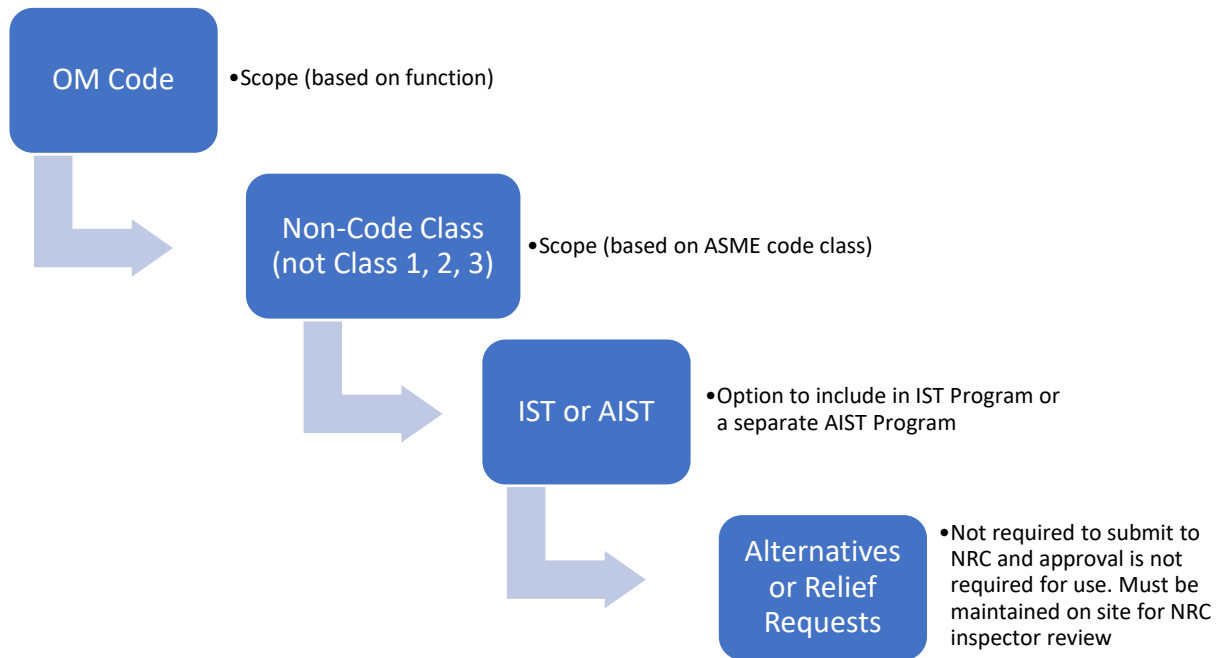 OM Code
•Scope (based on function)
Non-Code Class
(not Class 1, 2, 3)
•Scope (based on ASME code class)
IST or AIST
•Option to include in IST Program or
a separate AIST Program
Alternatives
or Relief
Requests
•Not required to submit to
NRC and approval is not
required for use. Must be
maintained on site for NRC
inspector review